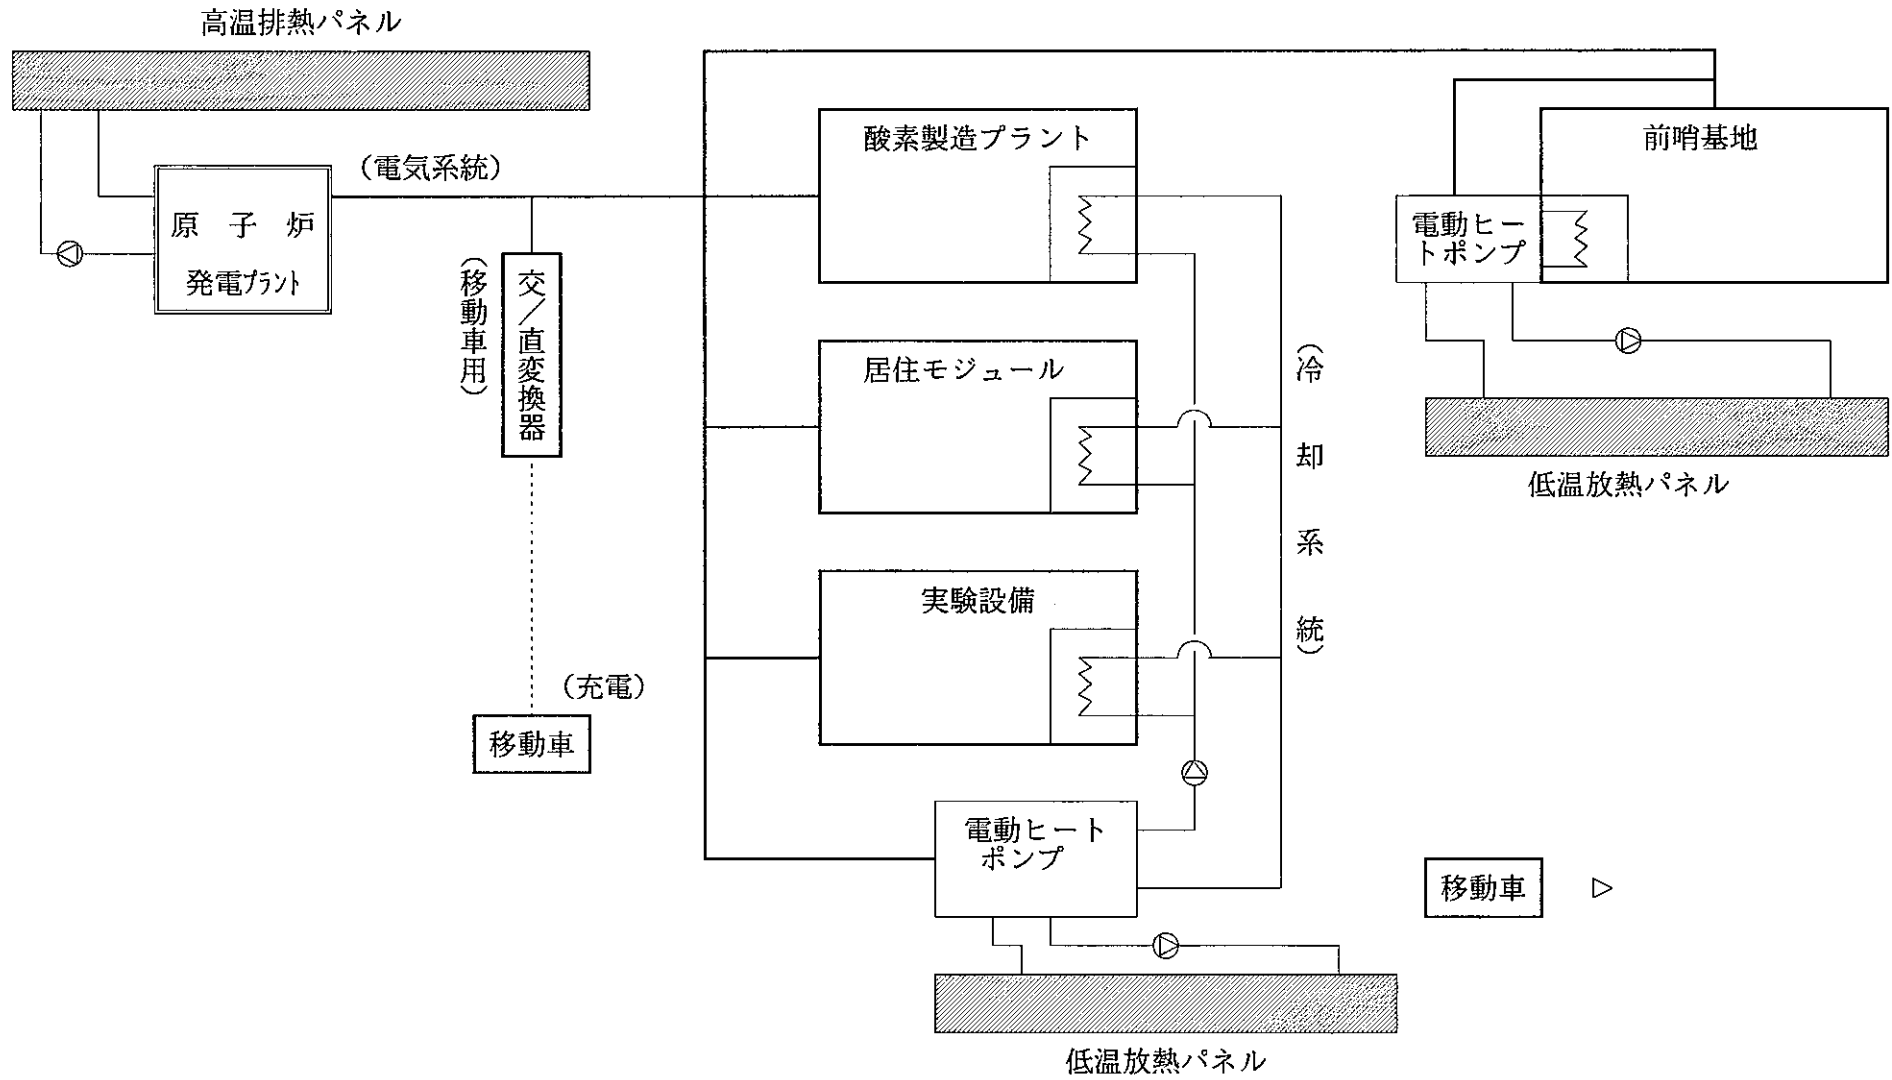 高温排熱パネル
原 子 炉
発電プラント
（電気系統）
交／直変換器
（移動車用）
（充電）
移動車
酸素製造プラント
居住モジュール
実験設備
電動ヒート
ポンプ
低温放熱パネル
（冷却系統）
前哨基地
電動ヒー
トポンプ
低温放熱パネル
移動車